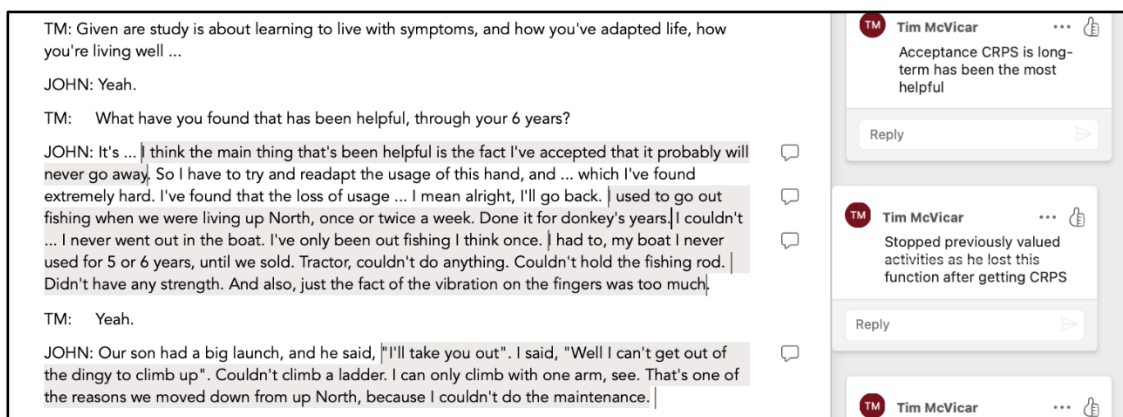 TM: Given are study is about learning to live with symptoms, and how you've adapted life, how
you're living well ...
JOHN: Yeah.
TM: What have you found that has been helpful, through your 6 years?
JOHN: It's ... I think the main thing that's been helpful is the fact I've accepted that it probably will
never go away. So I have to try and readapt the usage of this hand, and ... which I've found
extremely hard. I've found that the loss of usage ... I mean alright, I'll go back. I used to go out
fishing when we were living up North, once or twice a week. Done it for donkey's years. I couldn't
... I never went out in the boat. I've only been out fishing I think once. I had to, my boat I never
used for 5 or 6 years, until we sold. Tractor, couldn't do anything. Couldn't hold the fishing rod.
Didn't have any strength. And also, just the fact of the vibration on the fingers was too much.
TM: Yeah.
JOHN: Our son had a big launch, and he said, "I'll take you out". I said, "Well I can't get out of
the dingy to climb up". Couldn't climb a ladder. I can only climb with one arm, see. That's one of
the reasons we moved down from up North, because I couldn't do the maintenance.
TM Tim McVicar ...
Acceptance CRPS is long-
term has been the most
helpful
Reply
TM Tim McVicar ...
Stopped previously valued
activities as he lost this
function after getting CRPS
Reply
TM Tim McVicar ...